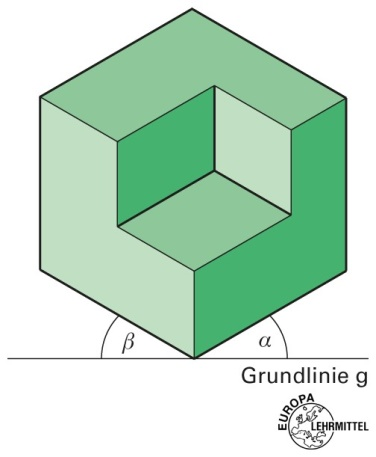 β α
Grundlinie g
EUROPA
LEHRMITTEL